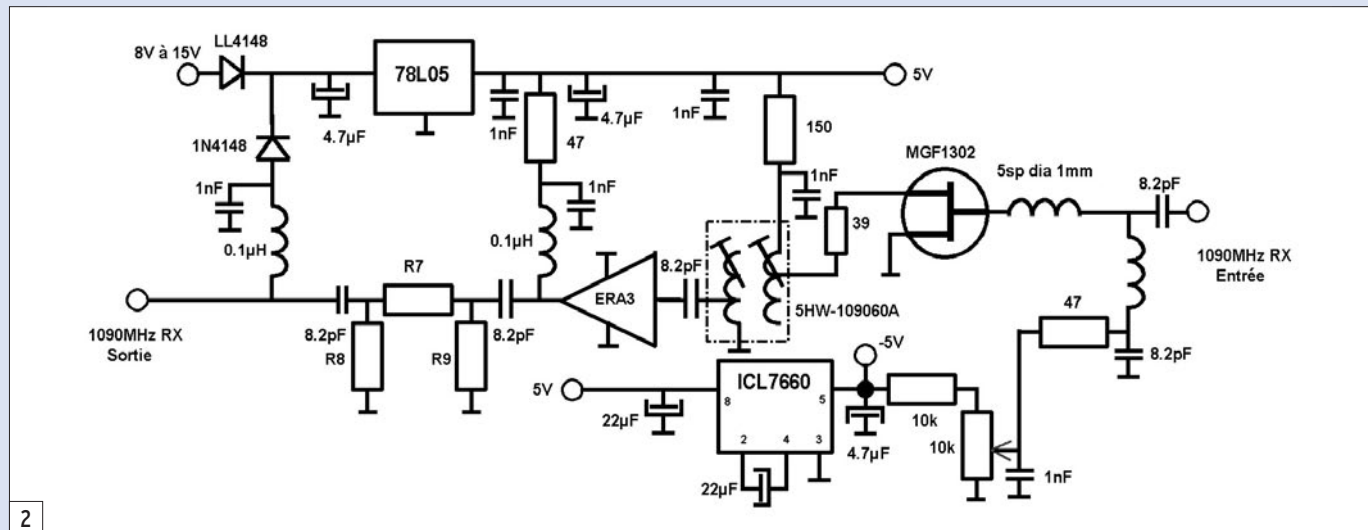 LL4148
8V à 15V
78L05
5V
4.7µF
1nF
47
4.7µF
1nF
150
1N4148
MGF1302
5sp dia 1mm
8.2pF
1nF
1nF
1nF
39
0.1µH
0.1µH
R7
ERA3
8.2pF
5HW-109060A
1090MHz RX
Entrée
47
8.2pF
1090MHz RX
Sortie
8.2pF
8.2pF
R8
R9
-5V
5V
ICL7660
8
5
22µF
2
4
3
4.7µF
10k
10k
22µF
1nF
2